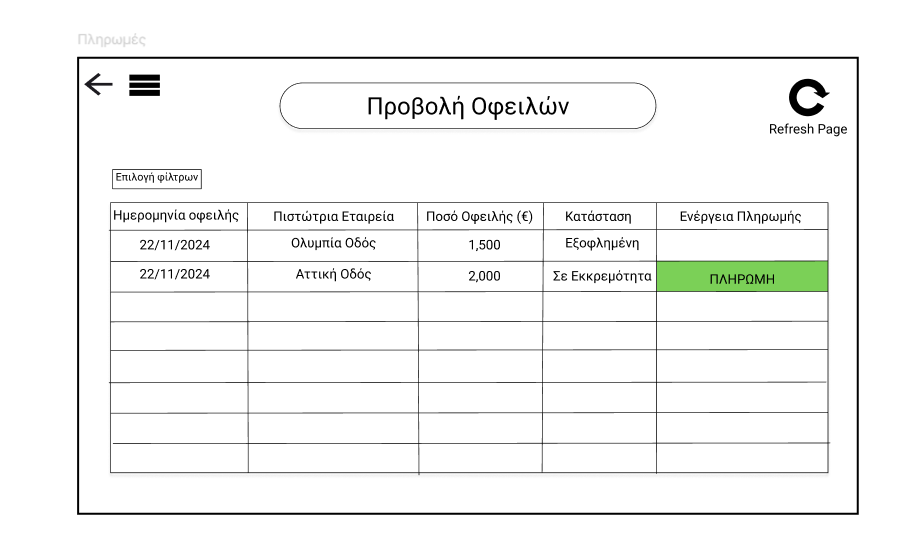 Πληρωμές
Προβολή Οφειλών
Refresh Page
Επιλογή φίλτρων
Ημερομηνία οφειλής Πιστώτρια Εταιρεία Ποσό Οφειλής (€) Κατάσταση Ενέργεια Πληρωμής
22/11/2024 Ολυμπία Οδός 1,500 Εξοφλημένη
22/11/2024 Αττική Οδός 2,000 Σε Εκκρεμότητα ΠΛΗΡΩΜΗ